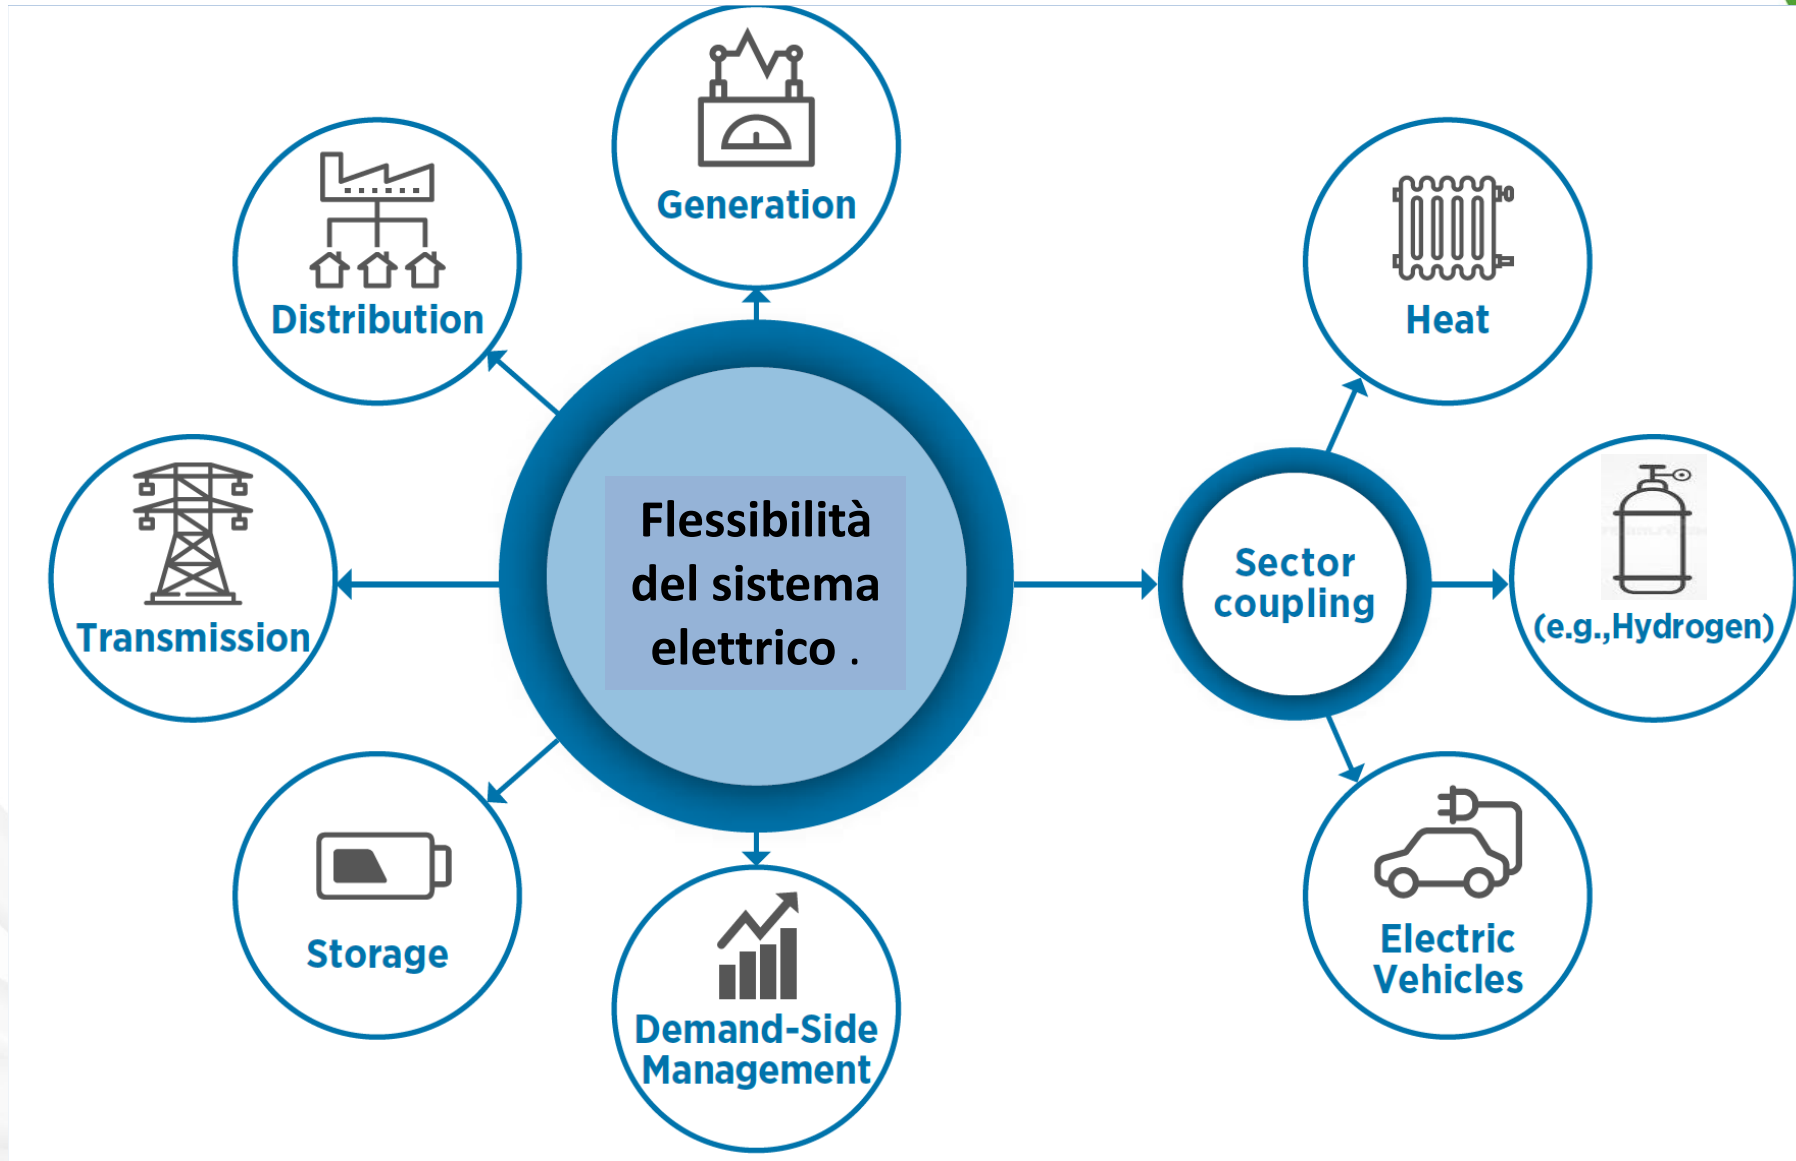 Generation
Distribution
Transmission
Storage
Demand-Side
Management
Flessibilità
del sistema
elettrico .
Sector
coupling
Heat
(e.g.,Hydrogen)
Electric
Vehicles